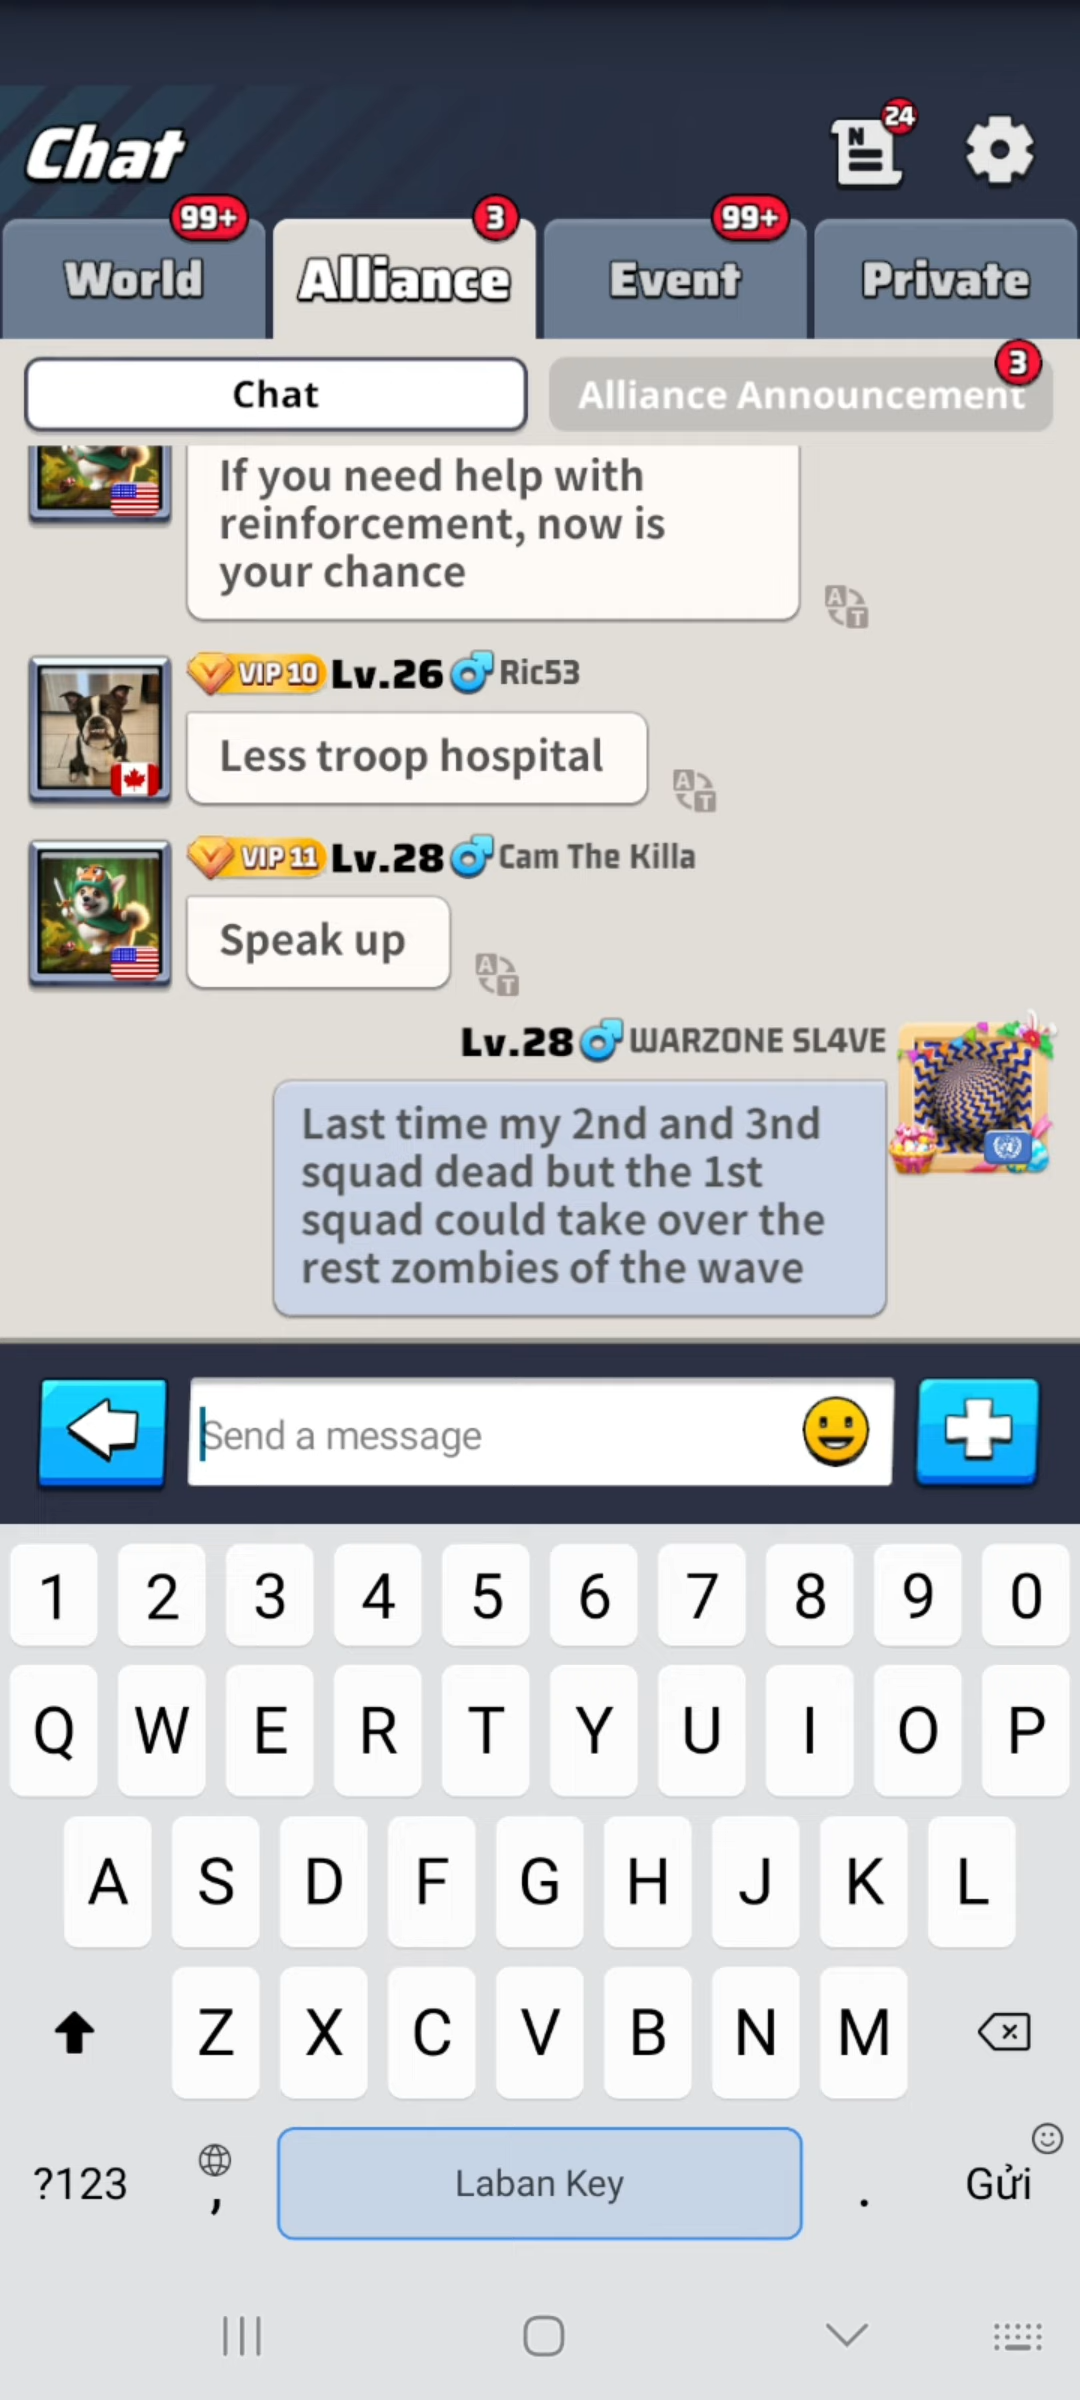 Chat
24
99+
3
99+
World
Alliance
Event
Private
3
Chat
Alliance Announcement
If you need help with
reinforcement, now is
your chance
VIP 10 Lv.26 Ric53
Less troop hospital
VIP 11 Lv.28 Cam The Killa
Speak up
Lv.28 WARZONE SL4VE
Last time my 2nd and 3nd
squad dead but the 1st
squad could take over the
rest zombies of the wave
Send a message
1 2 3 4 5 6 7 8 9 0
Q W E R T Y U I O P
A S D F G H J K L
Z X C V B N M
?123 , Laban Key . Gửi